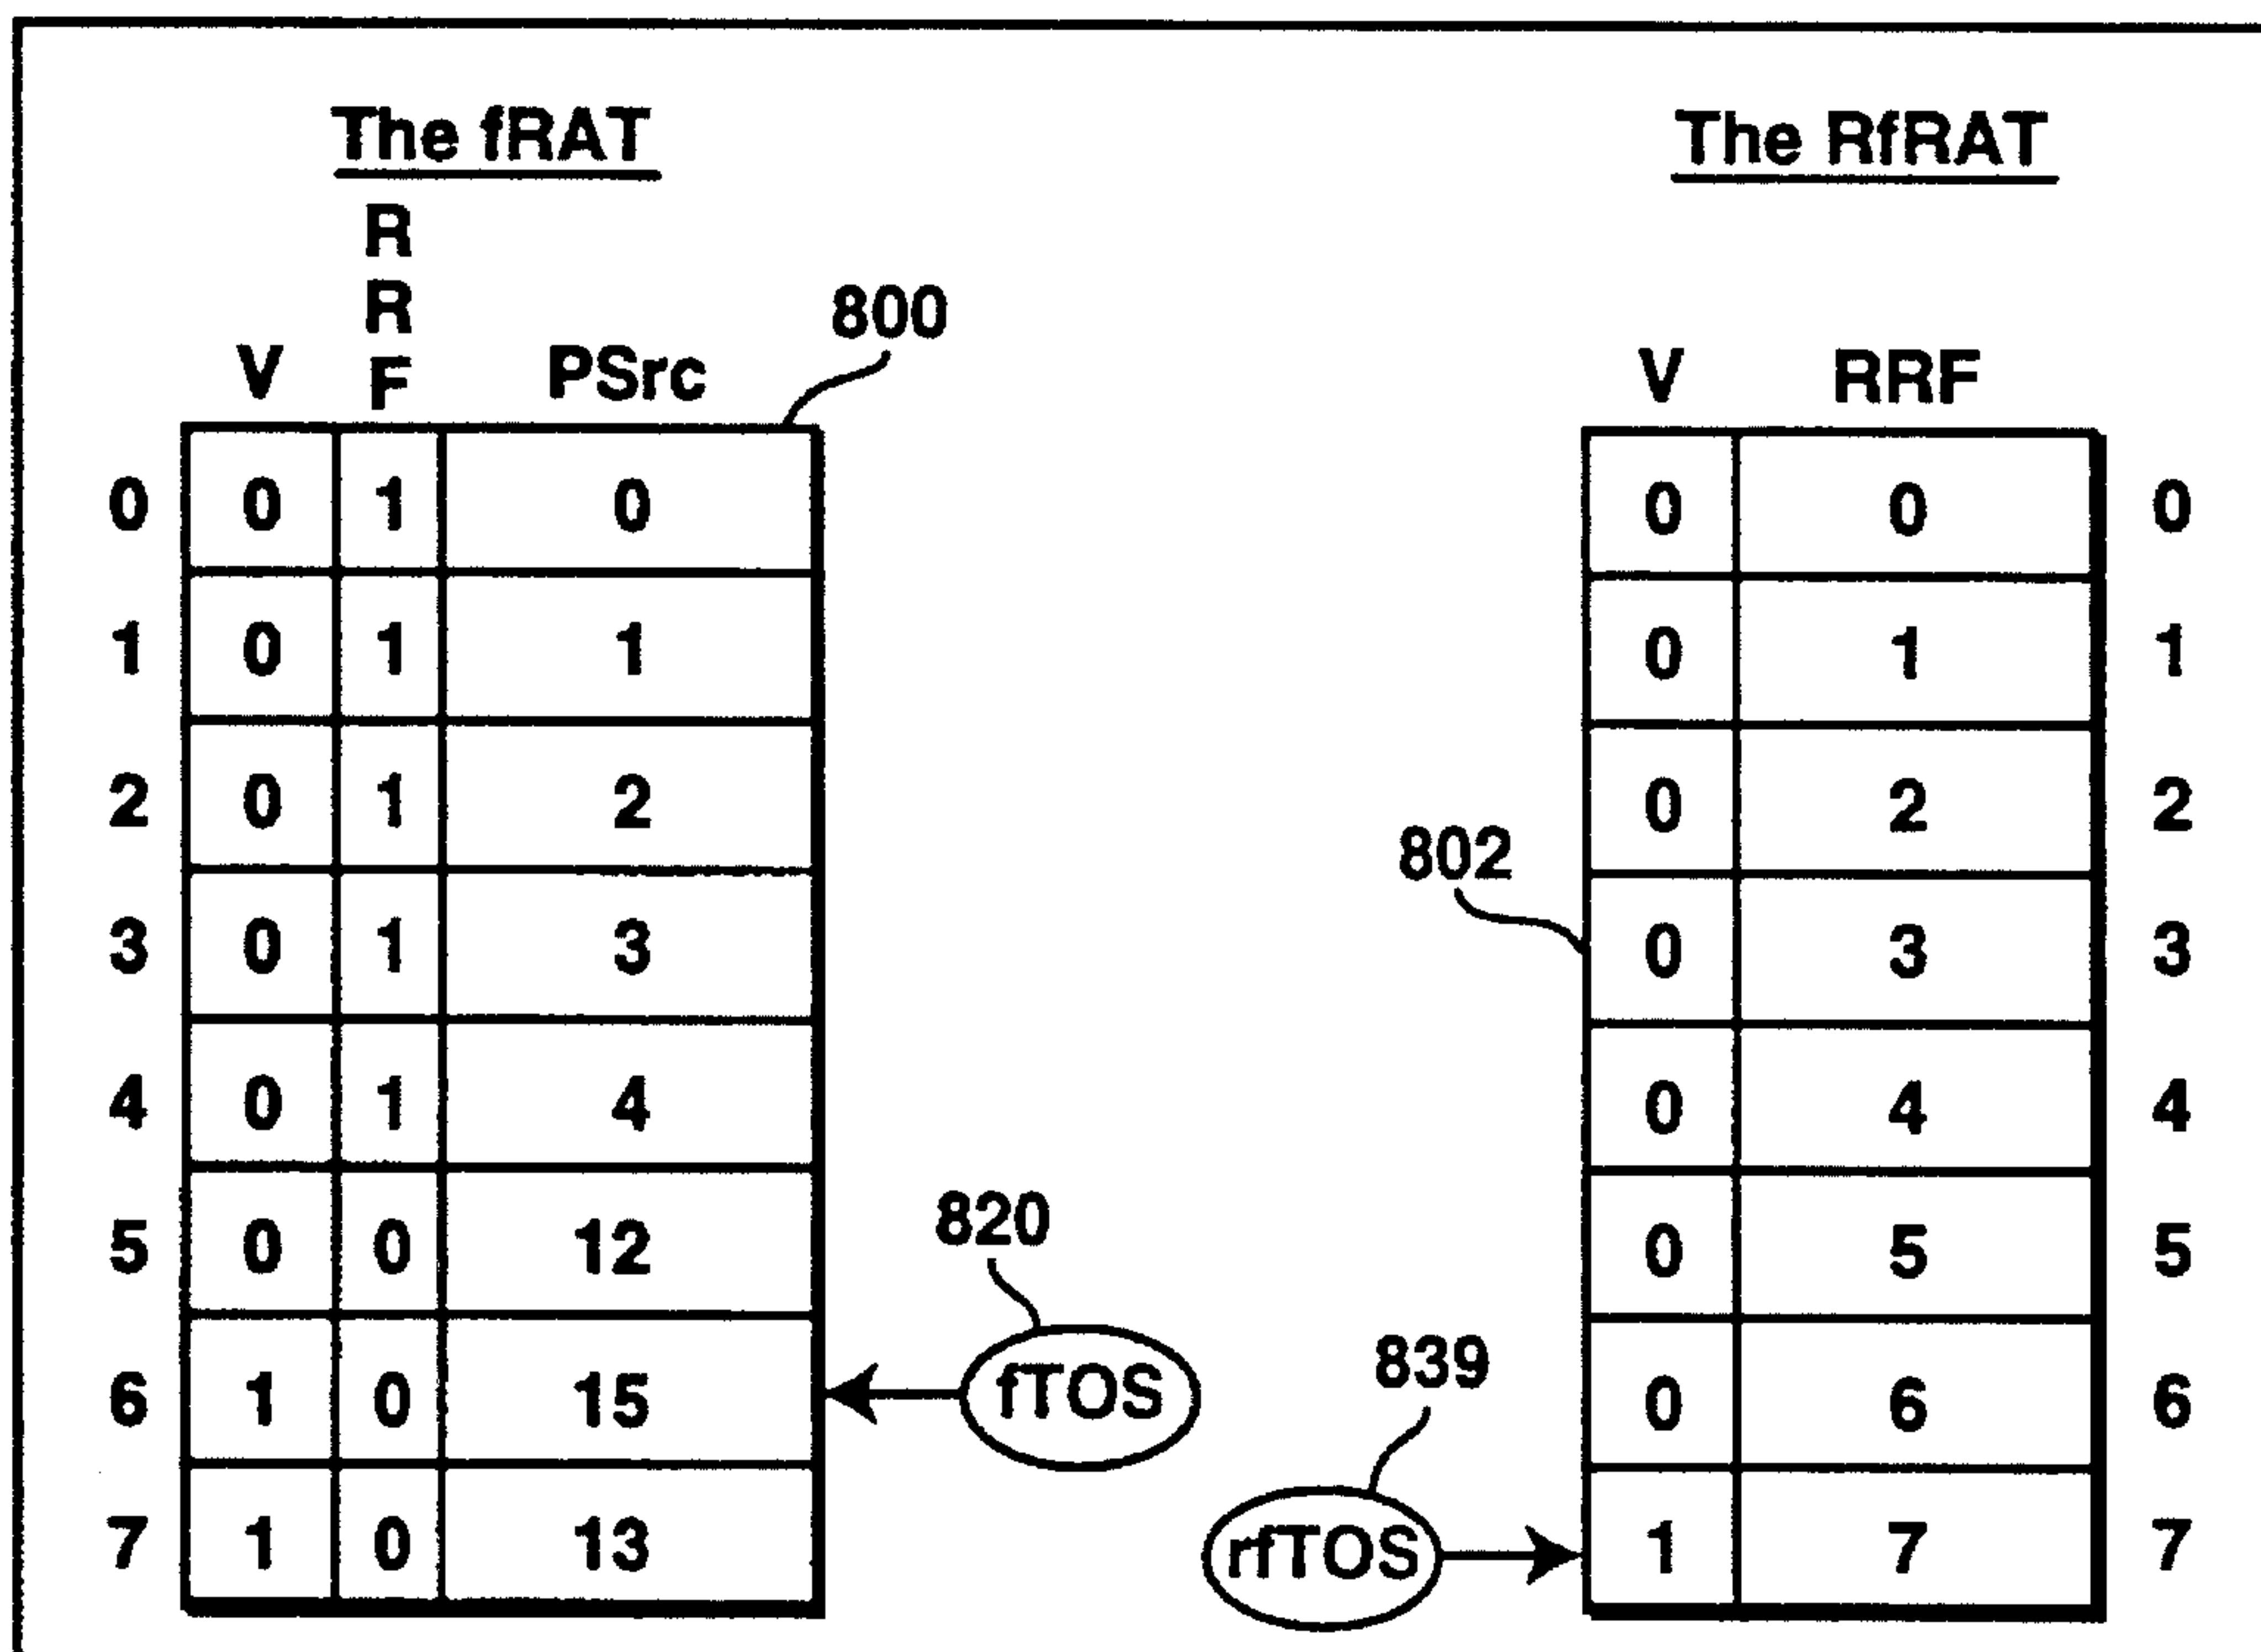 The fRAT
The RfRAT
R
R
F
V
PSrc
800
V
RRF
0 0 1 0
1 0 1 1
2 0 1 2
3 0 1 3
4 0 1 4
5 0 0 12
6 1 0 15
7 1 0 13
820
fTOS
802
839
rfTOS
0 0 0
0 1 1
0 2 2
0 3 3
0 4 4
0 5 5
0 6 6
1 7 7